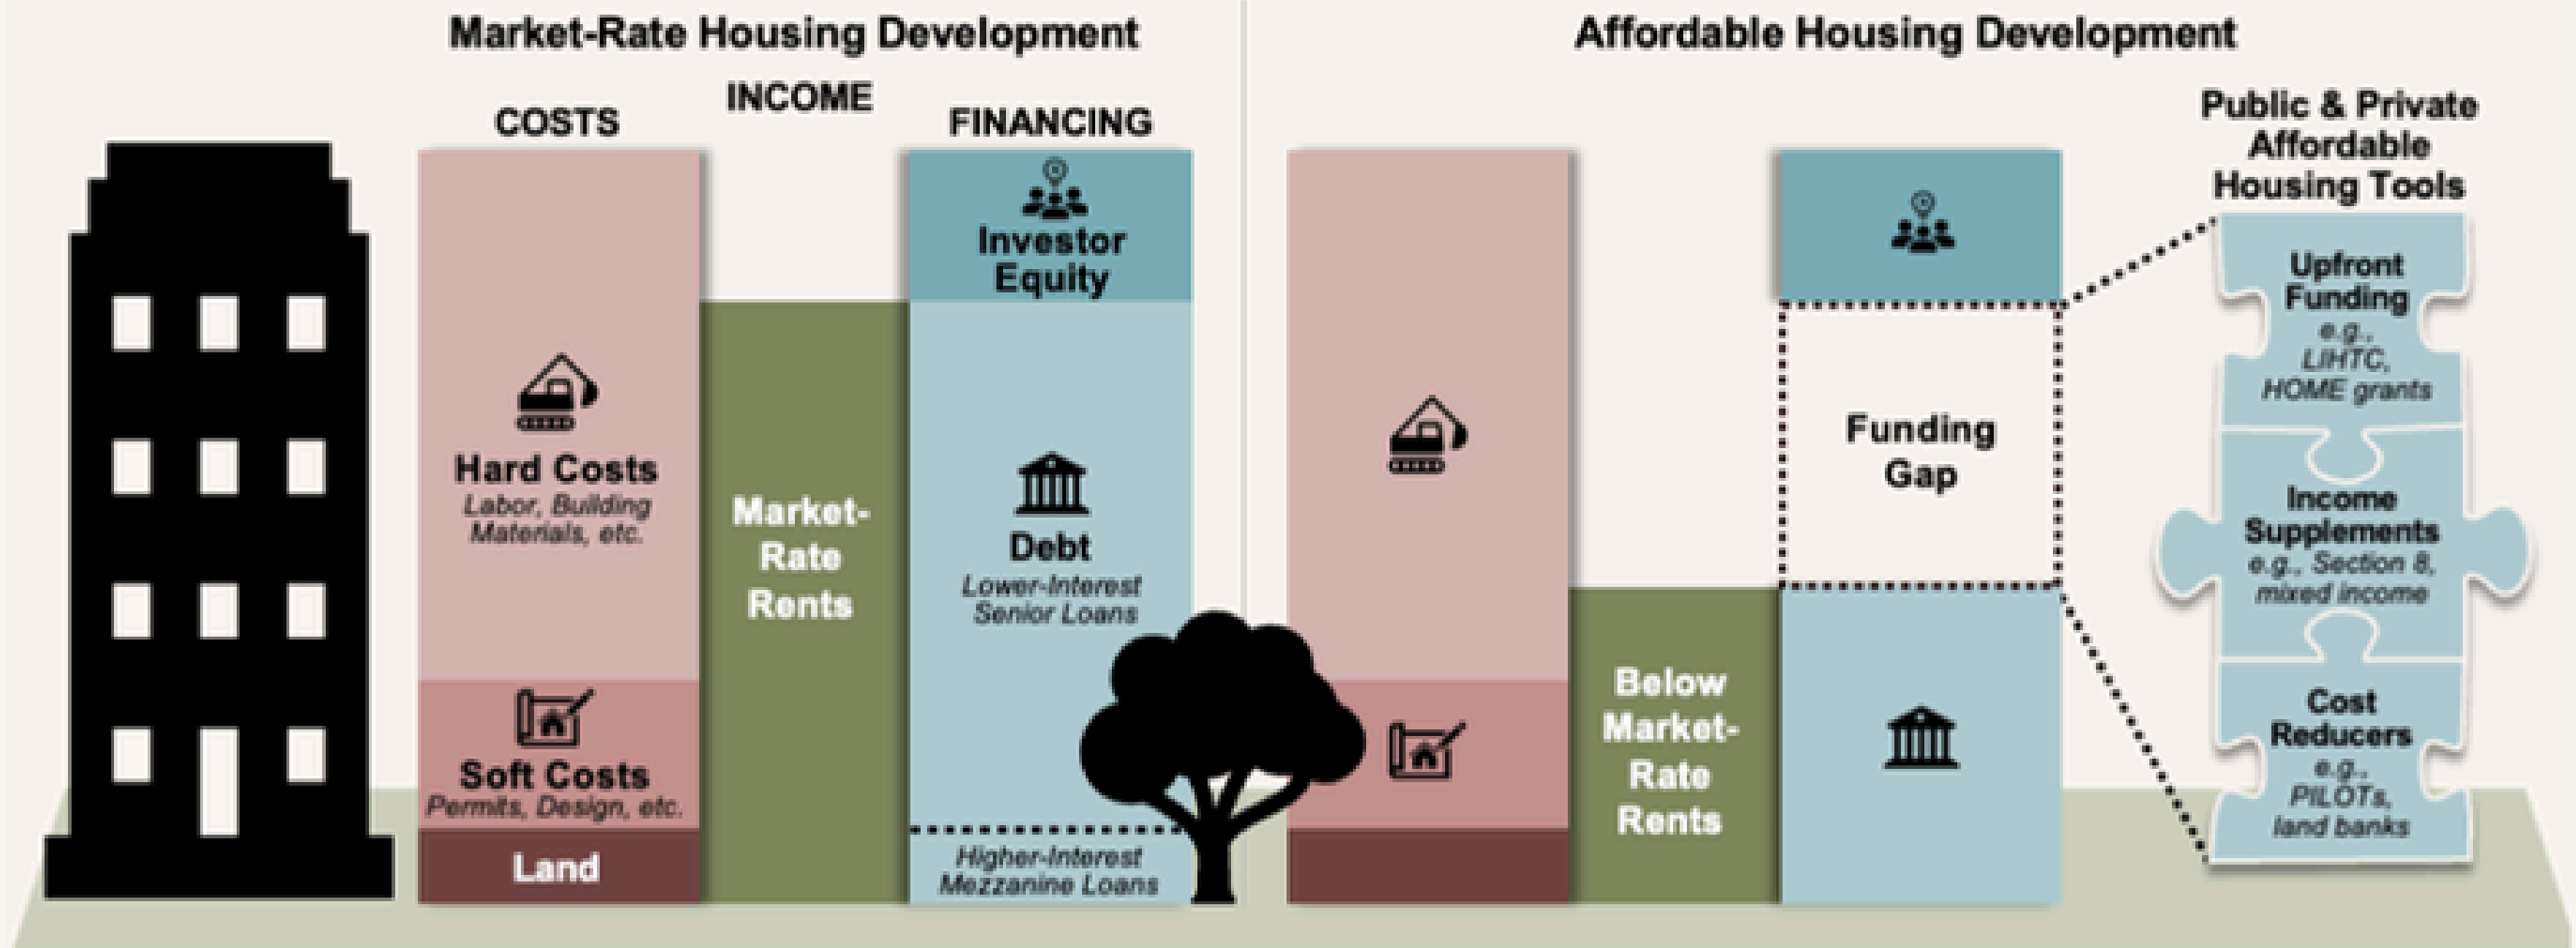 Market-Rate Housing Development
COSTS
INCOME
FINANCING
Hard Costs
Labor, Building
Materials, etc.
Soft Costs
Permits, Design, etc.
Land
Market-
Rate
Rents
Investor
Equity
Debt
Lower-Interest
Senior Loans
Higher-Interest
Mezzanine Loans
Affordable Housing Development
Below
Market-
Rate
Rents
Funding
Gap
Public & Private
Affordable
Housing Tools
Upfront
Funding
e.g.,
LIHTC,
HOME grants
Income
Supplements
e.g., Section 8,
mixed income
Cost
Reducers
e.g.,
PILOTs,
land banks